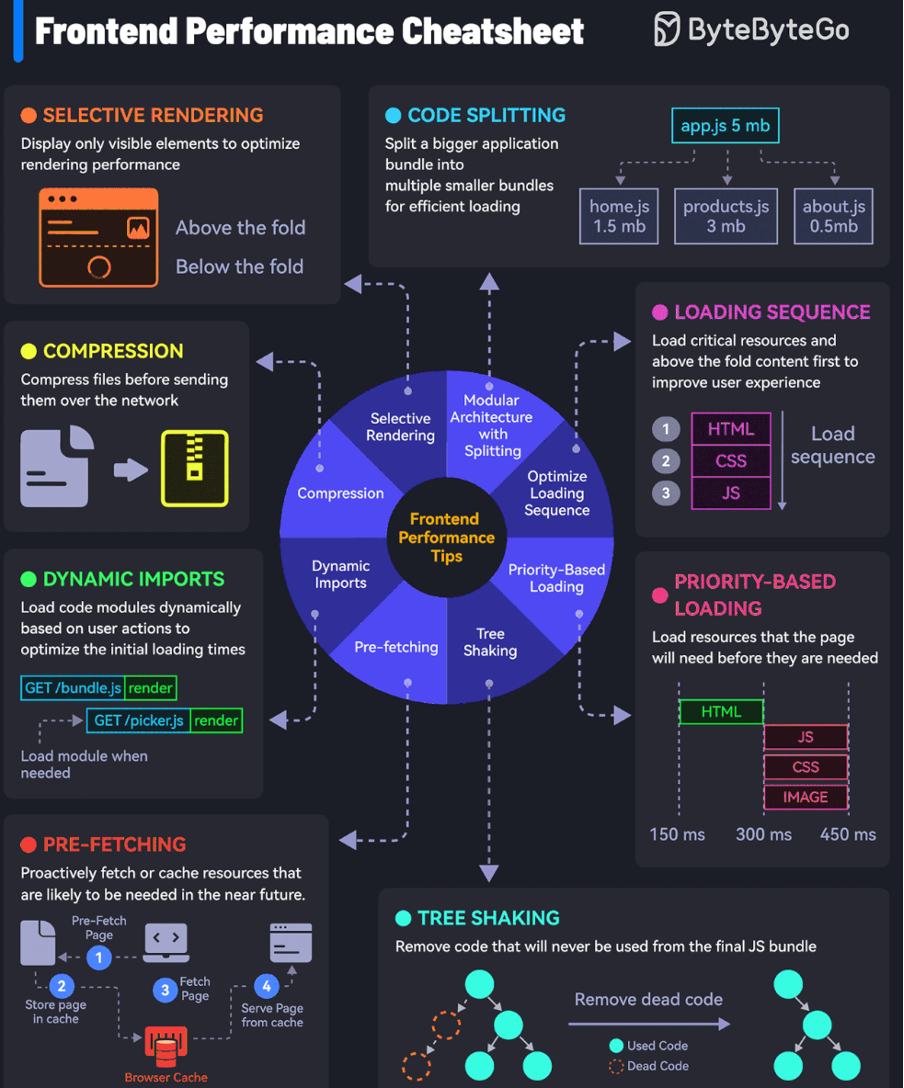 Frontend Performance Cheatsheet
ByteByteGo
SELECTIVE RENDERING
Display only visible elements to optimize
rendering performance
Above the fold
Below the fold
CODE SPLITTING
Split a bigger application
bundle into
multiple smaller bundles
for efficient loading
app.js 5 mb
home.js
1.5 mb
products.js
3 mb
about.js
0.5mb
COMPRESSION
Compress files before sending
them over the network
LOADING SEQUENCE
Load critical resources and
above the fold content first to
improve user experience
1
HTML
2
CSS
3
JS
Load
sequence
Selective
Rendering
Modular
Architecture
with
Splitting
Optimize
Loading
Sequence
Priority-Based
Loading
Tree
Shaking
Pre-fetching
Dynamic
Imports
Compression
Frontend
Performance
Tips
DYNAMIC IMPORTS
Load code modules dynamically
based on user actions to
optimize the initial loading times
GET /bundle.js
render
GET /picker.js
render
Load module when
needed
PRIORITY-BASED
LOADING
Load resources that the page
will need before they are needed
HTML
JS
CSS
IMAGE
150 ms
300 ms
450 ms
PRE-FETCHING
Proactively fetch or cache resources that
are likely to be needed in the near future.
Pre-Fetch
Page
1
2
Store page
in cache
3
Fetch
Page
4
Serve Page
from cache
Browser Cache
TREE SHAKING
Remove code that will never be used from the final JS bundle
Remove dead code
Used Code
Dead Code